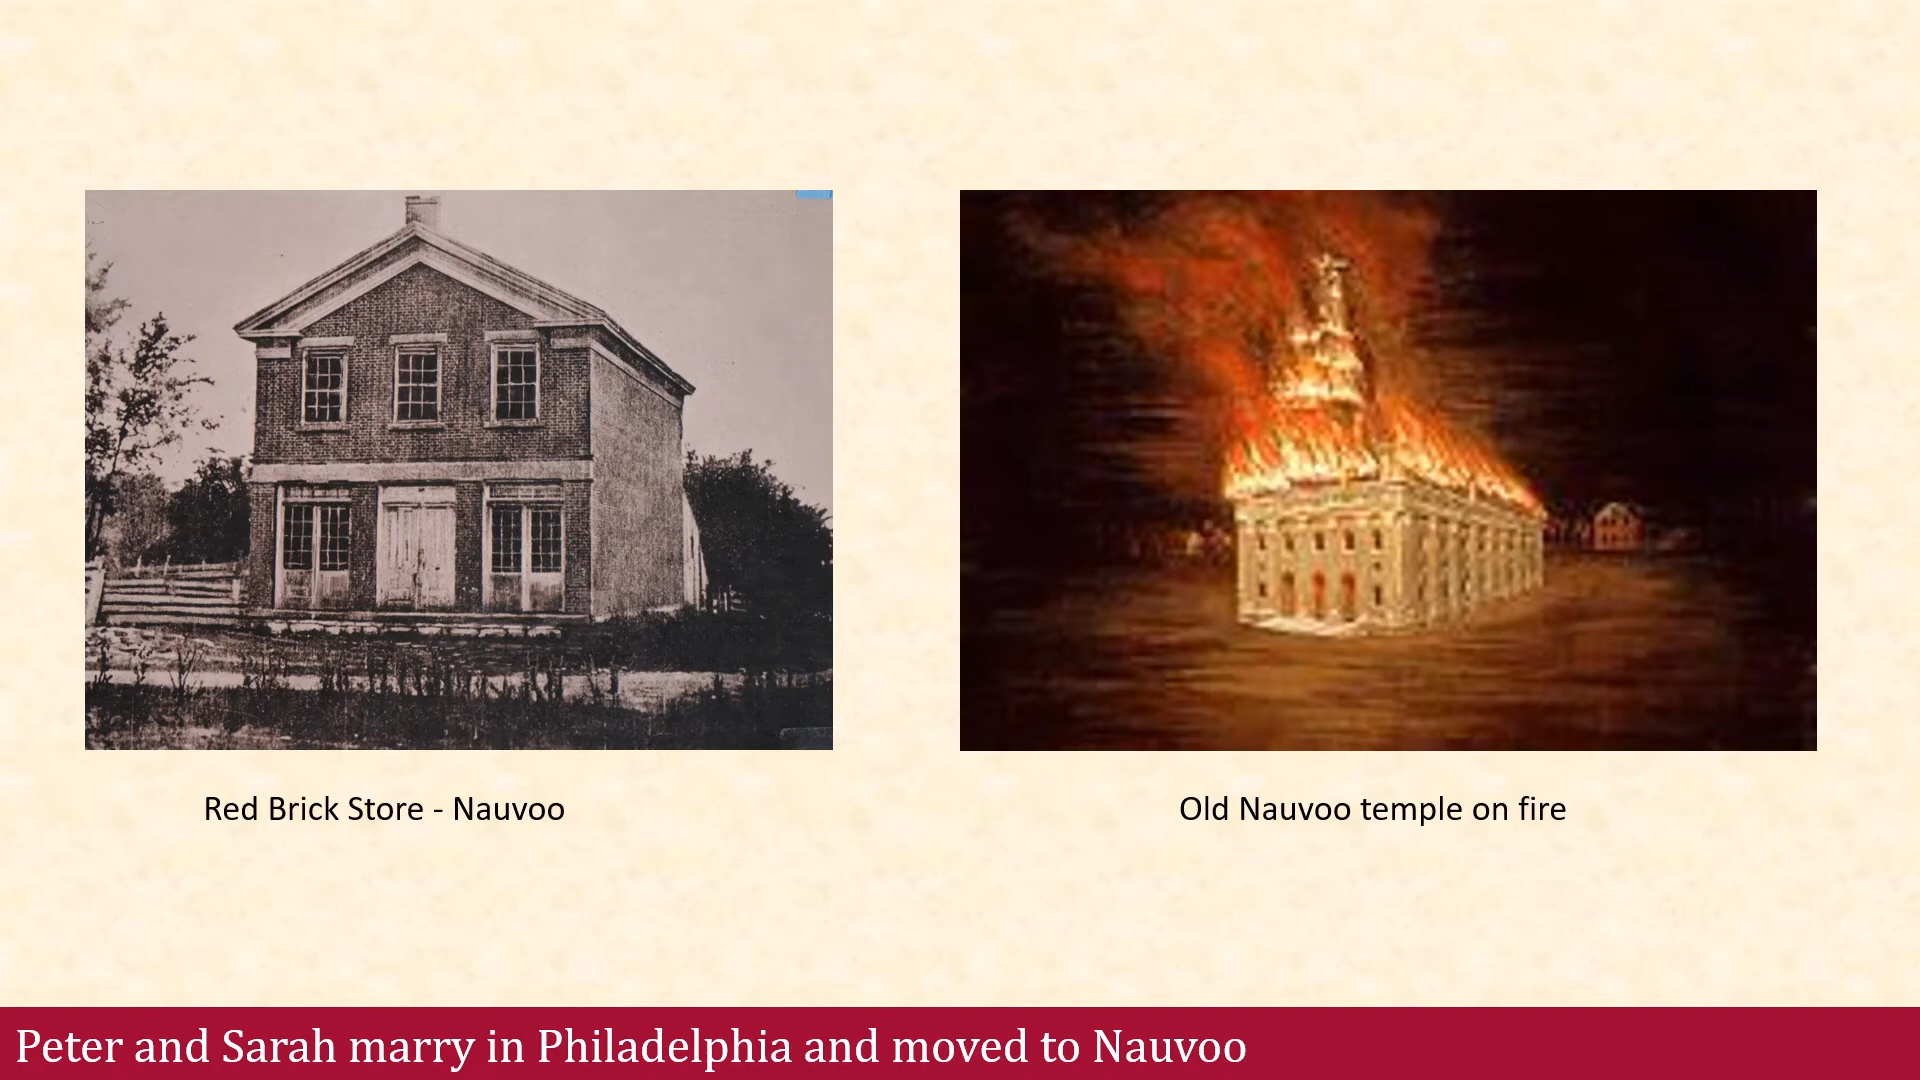 Red Brick Store - Nauvoo
Old Nauvoo temple on fire
Peter and Sarah marry in Philadelphia and moved to Nauvoo